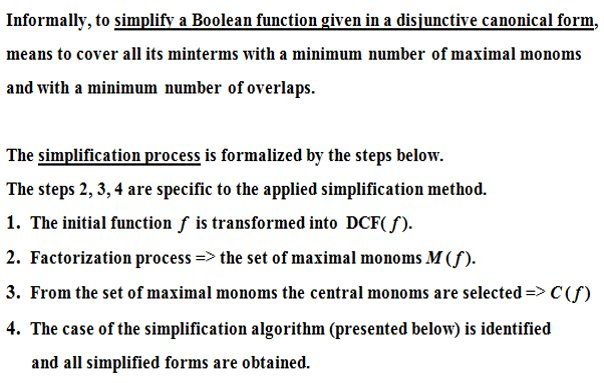 Informally, to simplify a Boolean function given in a disjunctive canonical form,
means to cover all its minterms with a minimum number of maximal monoms
and with a minimum number of overlaps.
The simplification process is formalized by the steps below.
The steps 2, 3, 4 are specific to the applied simplification method.
1. The initial function f is transformed into DCF( f ).
2. Factorization process => the set of maximal monoms M (f).
3. From the set of maximal monoms the central monoms are selected => C (f)
4. The case of the simplification algorithm (presented below) is identified
and all simplified forms are obtained.